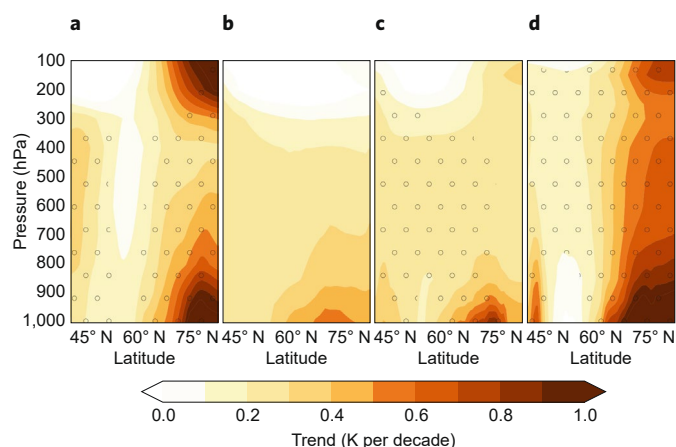 a b c d
100
200
300
400
500
600
700
800
900
1,000
Pressure (hPa)
45° N 60° N 75° N 45° N 60° N 75° N 45° N 60° N 75° N 45° N 60° N 75° N
Latitude Latitude Latitude Latitude
0.0 0.2 0.4 0.6 0.8 1.0
Trend (K per decade)